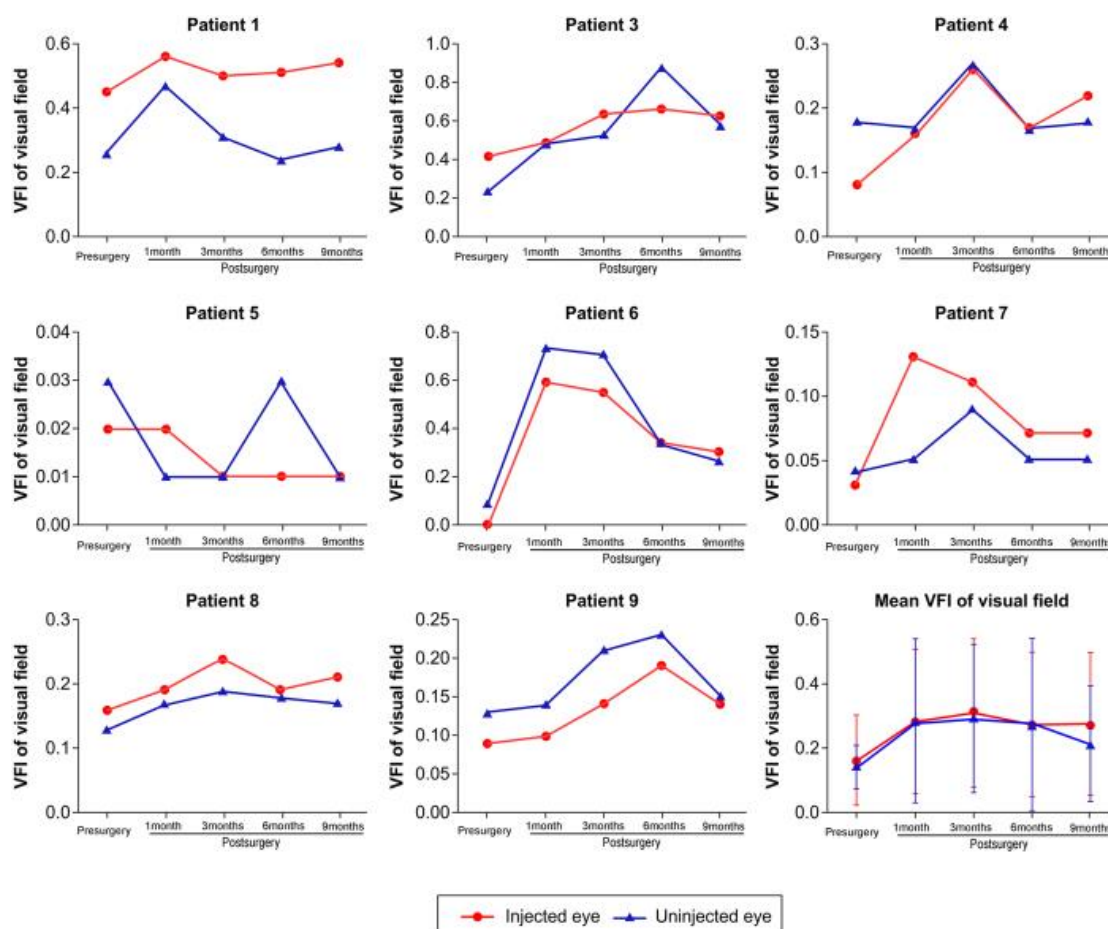 Patient 1
VFI of visual field
0.6
0.4
0.2
0.0
Presurgery 1month 3months 6months 9months
Postsurgery
Patient 3
VFI of visual field
1.0
0.8
0.6
0.4
0.2
0.0
Presurgery 1month 3months 6months 9months
Postsurgery
Patient 4
VFI of visual field
0.3
0.2
0.1
0.0
Presurgery 1month 3months 6months 9months
Postsurgery
Patient 5
VFI of visual field
0.04
0.03
0.02
0.01
0.00
Presurgery 1month 3months 6months 9months
Postsurgery
Patient 6
VFI of visual field
0.8
0.6
0.4
0.2
0.0
Presurgery 1month 3months 6months 9months
Postsurgery
Patient 7
VFI of visual field
0.15
0.10
0.05
0.00
Presurgery 1month 3months 6months 9months
Postsurgery
Patient 8
VFI of visual field
0.3
0.2
0.1
0.0
Presurgery 1month 3months 6months 9months
Postsurgery
Patient 9
VFI of visual field
0.25
0.20
0.15
0.10
0.05
0.00
Presurgery 1month 3months 6months 9months
Postsurgery
Mean VFI of visual field
VFI of visual field
0.6
0.4
0.2
0.0
Presurgery 1month 3months 6months 9months
Postsurgery
Injected eye Uninjected eye